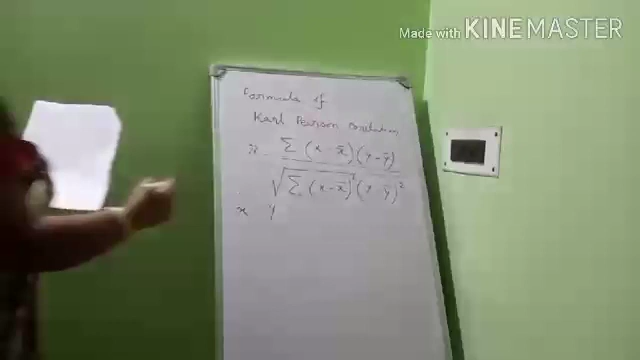 Made with KINEMASTER
Formula of
Karl Pearson Correlation
r = Σ (x - x̄)(y - ȳ)
√Σ (x - x̄)² (y - ȳ)²
x y